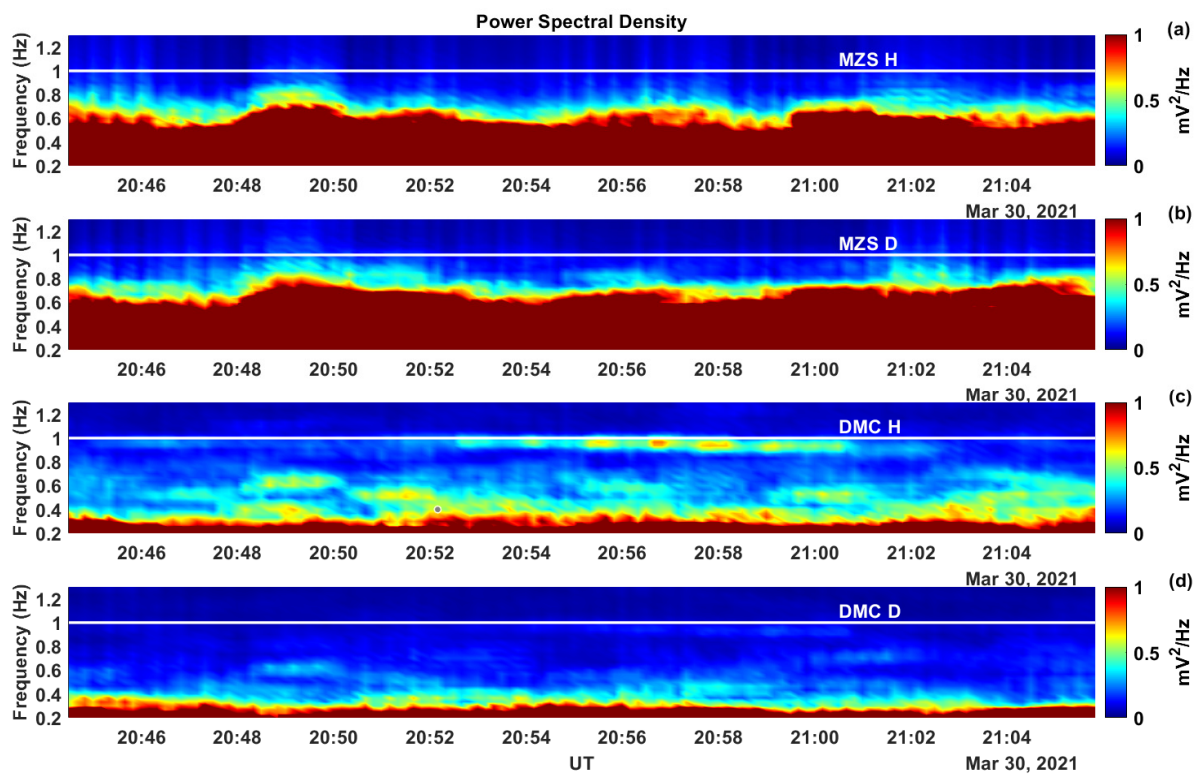 Power Spectral Density
(a)
MZS H
Frequency (Hz)
1.2
1
0.8
0.6
0.4
0.2
20:46 20:48 20:50 20:52 20:54 20:56 20:58 21:00 21:02 21:04
Mar 30, 2021
1
0.5
0
mV²/Hz
(b)
MZS D
Frequency (Hz)
1.2
1
0.8
0.6
0.4
0.2
20:46 20:48 20:50 20:52 20:54 20:56 20:58 21:00 21:02 21:04
Mar 30, 2021
1
0.5
0
mV²/Hz
(c)
DMC H
Frequency (Hz)
1.2
1
0.8
0.6
0.4
0.2
20:46 20:48 20:50 20:52 20:54 20:56 20:58 21:00 21:02 21:04
Mar 30, 2021
1
0.5
0
mV²/Hz
(d)
DMC D
Frequency (Hz)
1.2
1
0.8
0.6
0.4
0.2
20:46 20:48 20:50 20:52 20:54 20:56 20:58 21:00 21:02 21:04
UT
Mar 30, 2021
1
0.5
0
mV²/Hz